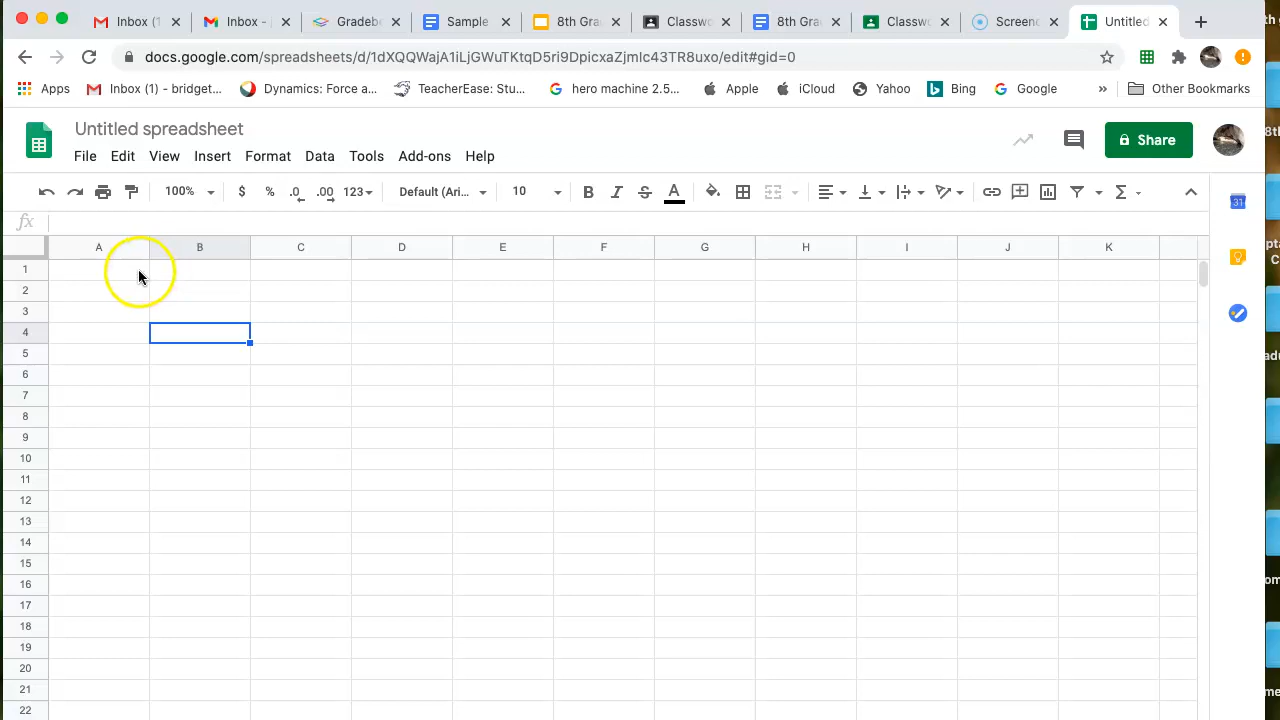 Inbox (1) Inbox - Gradebe Sample 8th Gra Classw 8th Gra Classw Screenc Untitled
docs.google.com/spreadsheets/d/1dXQQWajA1iLjGWuTKtqD5ri9DpicxaZjmlc43TR8uxo/edit#gid=0
Apps Inbox (1) - bridget... Dynamics: Force a... TeacherEase: Stu... hero machine 2.5... Apple iCloud Yahoo Bing Google » Other Bookmarks
Untitled spreadsheet
File Edit View Insert Format Data Tools Add-ons Help
Share
100% $ % .0 .00 123 Default (Ari... 10 B I S A Σ
31
fx
A B C D E F G H I J K
1
2
3
4
5
6
7
8
9
10
11
12
13
14
15
16
17
18
19
20
21
22